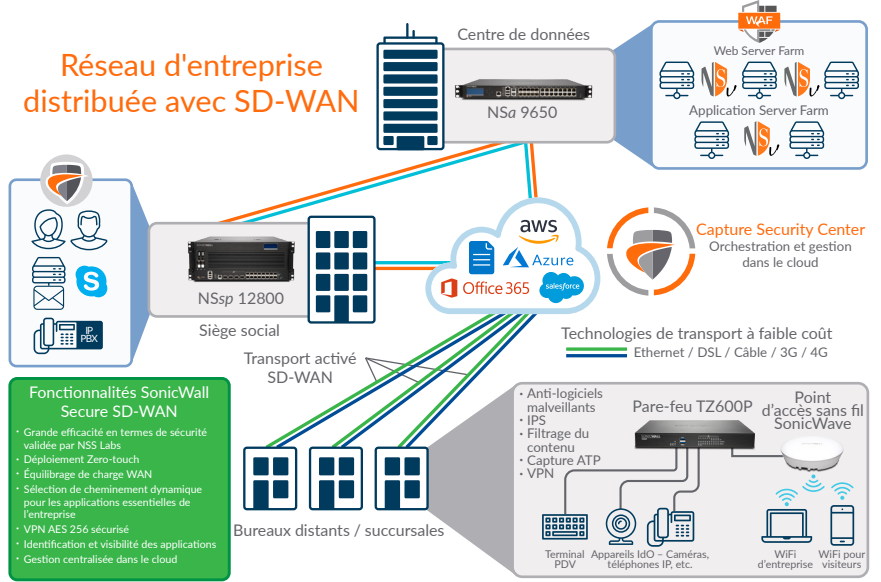 Réseau d'entreprise
distribuée avec SD-WAN
Centre de données
NSa 9650
WAF
Web Server Farm
NSv
NSv
Application Server Farm
NSv
NSsp 12800
Siège social
S
IP
PBX
aws
Azure
Office 365
salesforce
Capture Security Center
Orchestration et gestion
dans le cloud
Technologies de transport à faible coût
Ethernet / DSL / Câble / 3G / 4G
Transport activé
SD-WAN
Fonctionnalités SonicWall
Secure SD-WAN
· Grande efficacité en termes de sécurité
validée par NSS Labs
· Déploiement Zero-touch
· Équilibrage de charge WAN
· Sélection de cheminement dynamique
pour les applications essentielles de
l'entreprise
· VPN AES 256 sécurisé
· Identification et visibilité des applications
· Gestion centralisée dans le cloud
Bureaux distants / succursales
· Anti-logiciels
malveillants
· IPS
· Filtrage du
contenu
· Capture ATP
· VPN
Pare-feu TZ600P
Point
d'accès sans fil
SonicWave
Terminal
PDV
Appareils IdO – Caméras,
téléphones IP, etc.
WiFi
d'entreprise
WiFi pour
visiteurs